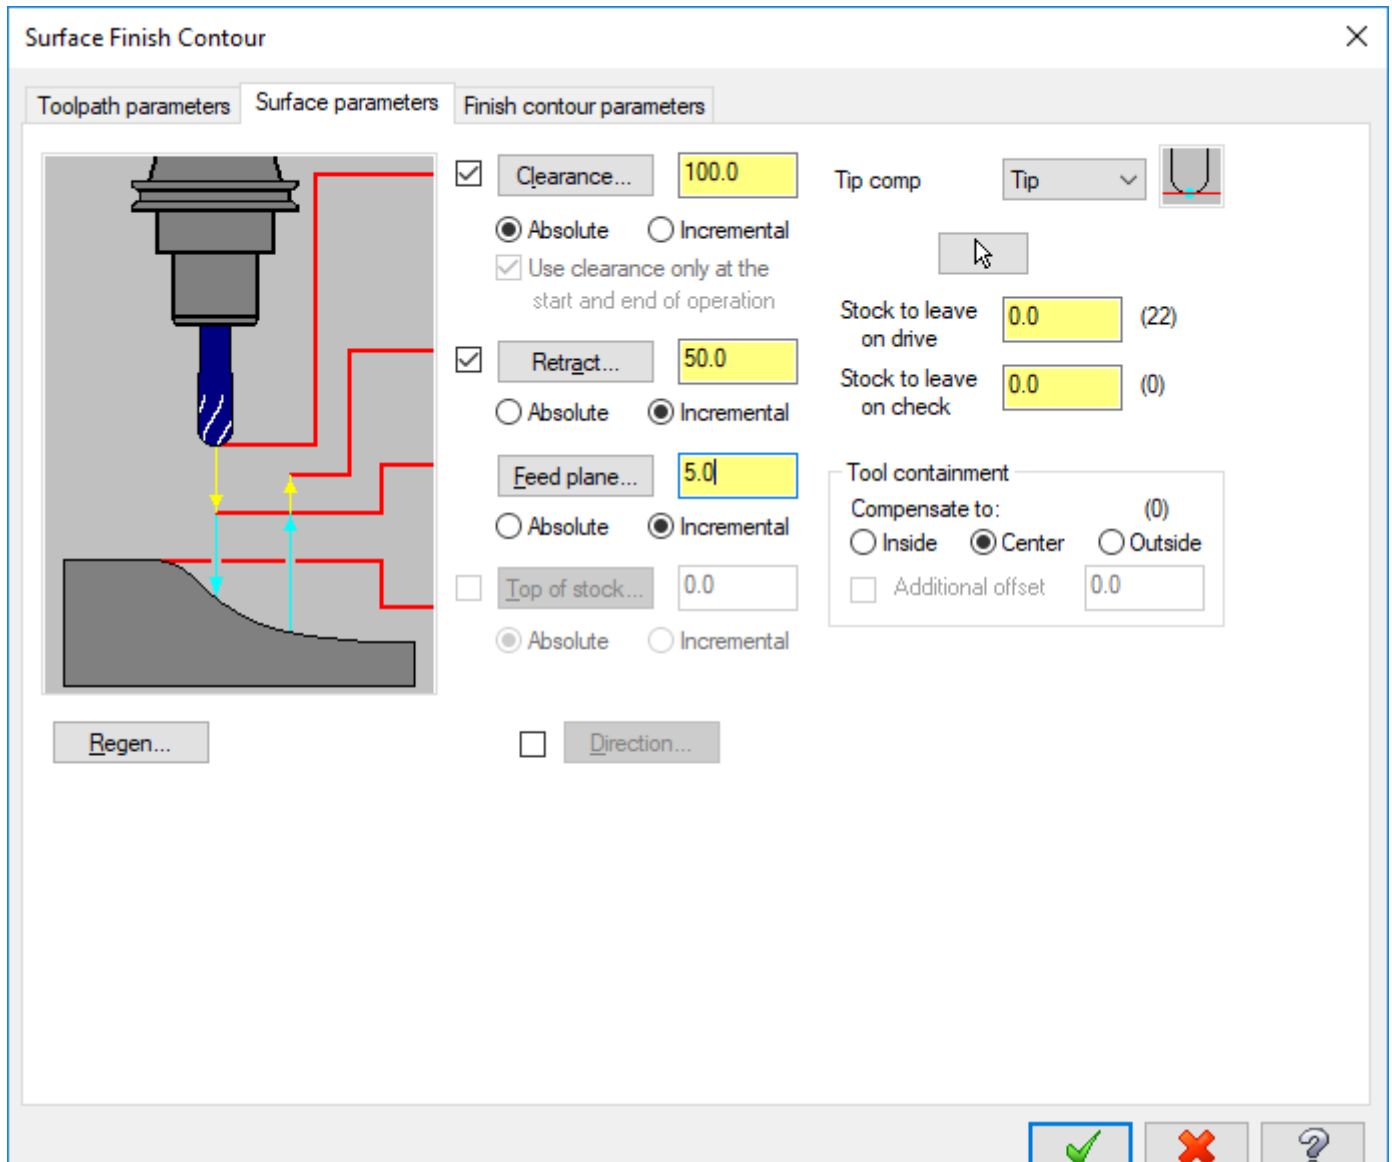 Surface Finish Contour
Toolpath parameters
Surface parameters
Finish contour parameters
Clearance...
100.0
Absolute
Incremental
Use clearance only at the
start and end of operation
Retract...
50.0
Absolute
Incremental
Feed plane...
5.0
Absolute
Incremental
Top of stock...
0.0
Absolute
Incremental
Tip comp
Tip
Stock to leave
on drive
0.0
(22)
Stock to leave
on check
0.0
(0)
Tool containment
Compensate to:
(0)
Inside
Center
Outside
Additional offset
0.0
Regen...
Direction...